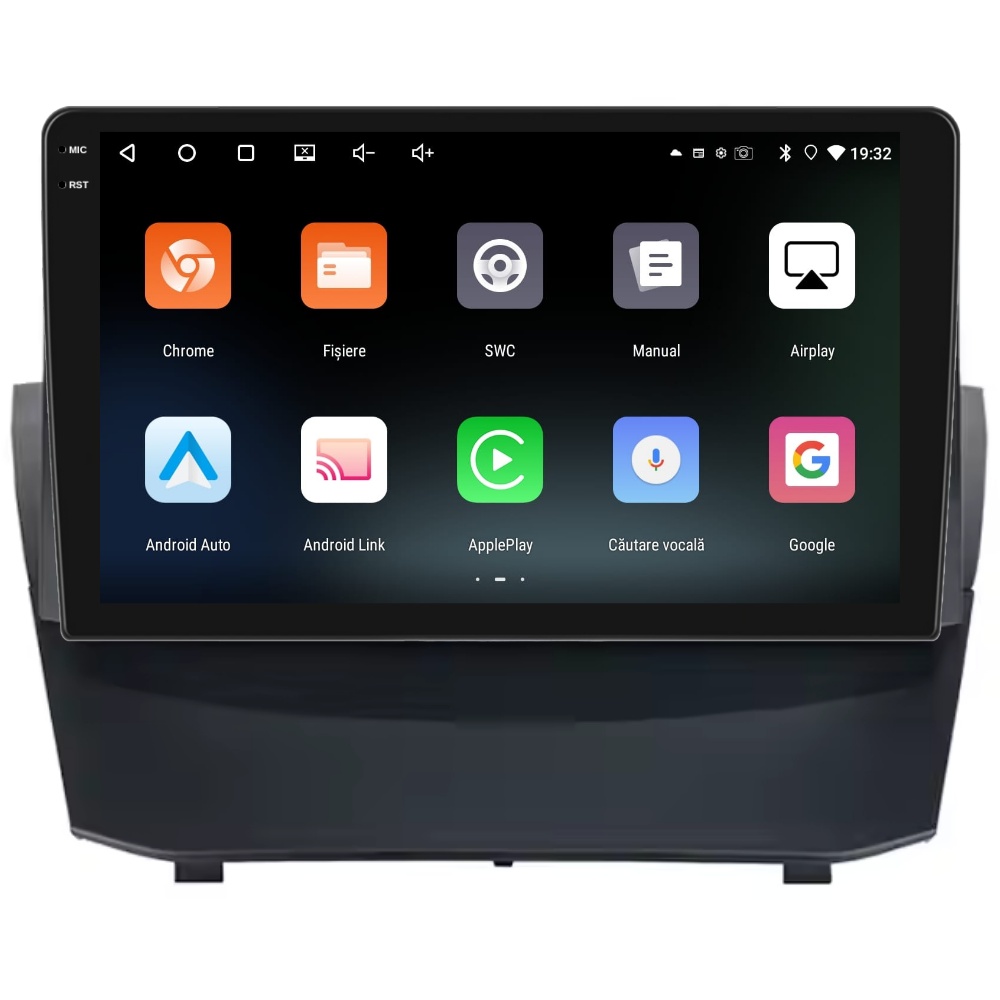 MIC
19:32
RST
Chrome
Fișiere
SWC
Manual
Airplay
Android Auto
Android Link
ApplePlay
Căutare vocală
Google